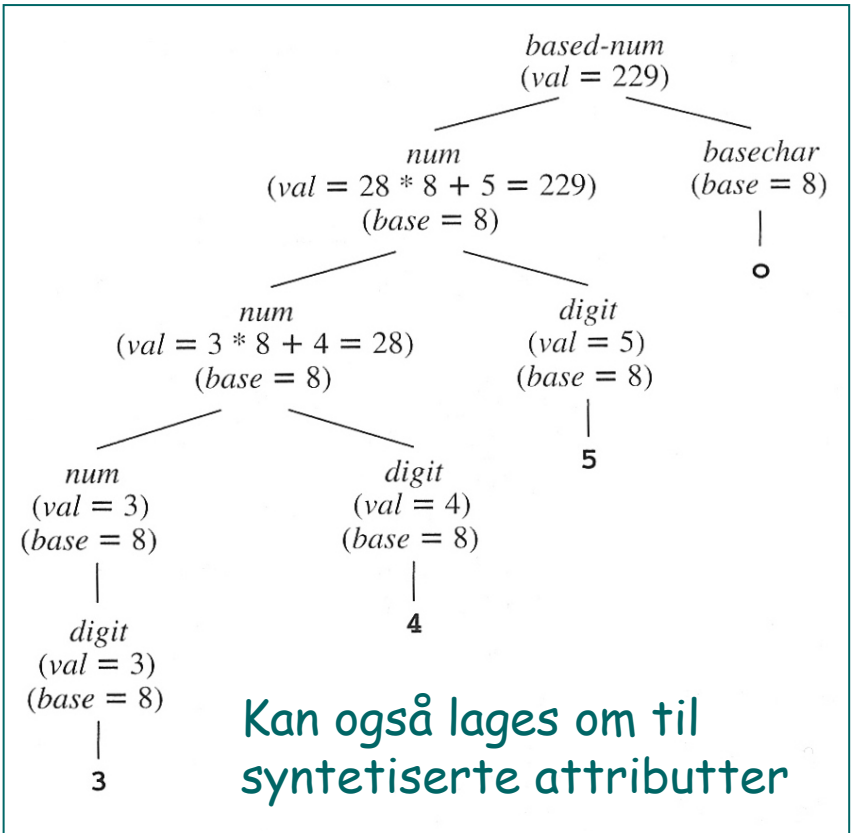 based-num
(val = 229)
num
(val = 28 * 8 + 5 = 229)
(base = 8)
basechar
(base = 8)
o
num
(val = 3 * 8 + 4 = 28)
(base = 8)
digit
(val = 5)
(base = 8)
5
num
(val = 3)
(base = 8)
digit
(val = 4)
(base = 8)
4
digit
(val = 3)
(base = 8)
3
Kan også lages om til
syntetiserte attributter